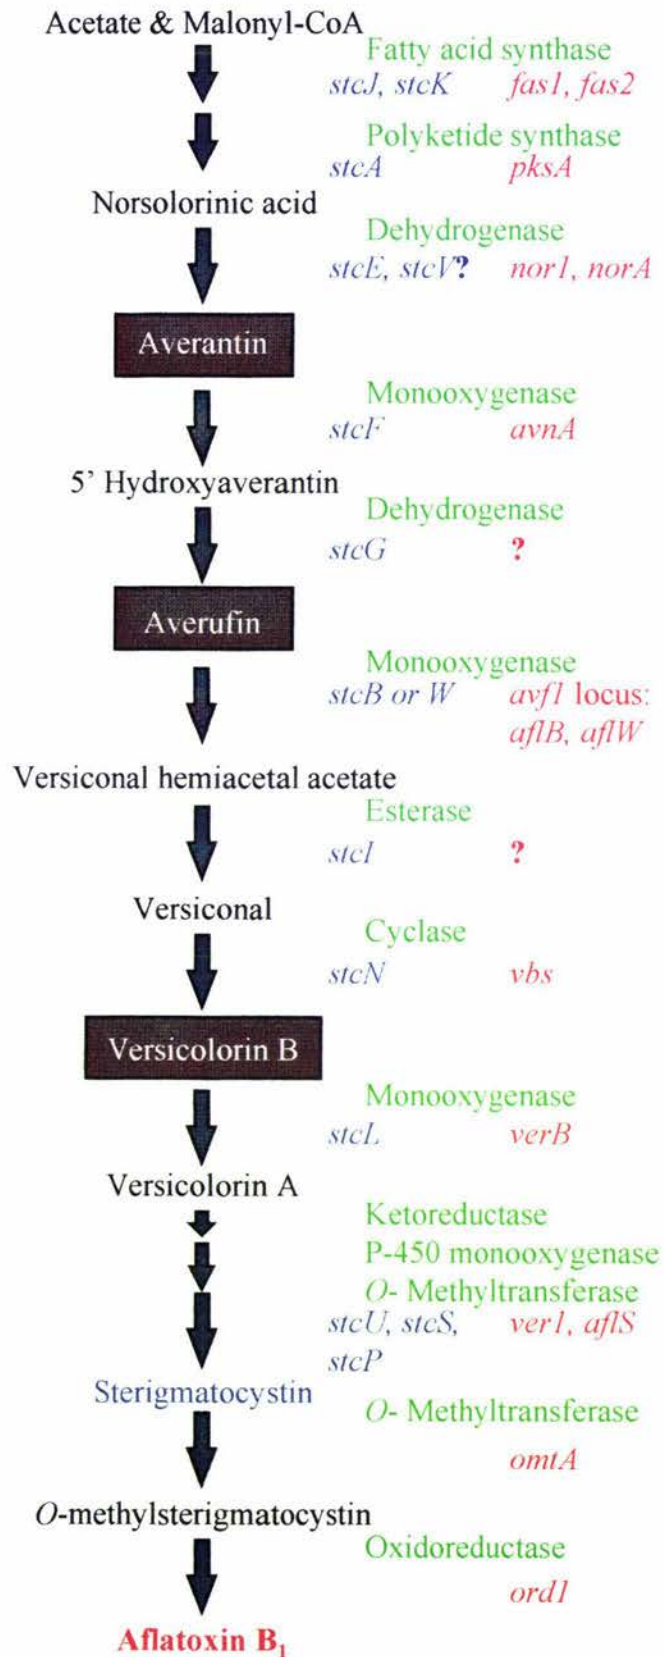 Acetate & Malonyl-CoA
Fatty acid synthase
stcJ, stcK fas1, fas2
Polyketide synthase
stcA pksA
Norsolorinic acid
Dehydrogenase
stcE, stcV? nor1, norA
Averantin
Monooxygenase
stcF avnA
5’ Hydroxyaverantin
Dehydrogenase
stcG ?
Averufin
Monooxygenase
stcB or W avf1 locus:
aflB, aflW
Versiconal hemiacetal acetate
Esterase
stcI ?
Versiconal
Cyclase
stcN vbs
Versicolorin B
Monooxygenase
stcL verB
Versicolorin A
Ketoreductase
P-450 monooxygenase
O- Methyltransferase
stcU, stcS, ver1, aflS
stcP
Sterigmatocystin
O- Methyltransferase
omtA
O-methylsterigmatocystin
Oxidoreductase
ord1
Aflatoxin B₁